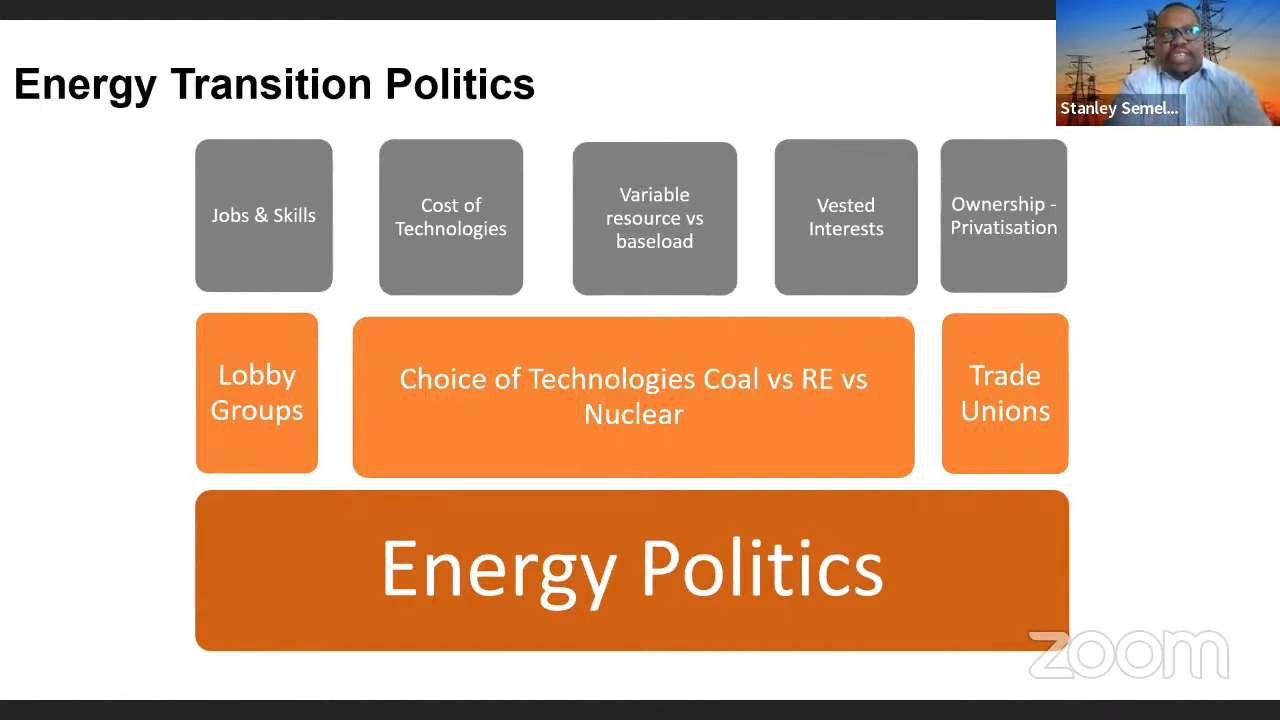 Energy Transition Politics
Stanley Semel...
Jobs & Skills
Cost of
Technologies
Variable
resource vs
baseload
Vested
Interests
Ownership -
Privatisation
Lobby
Groups
Choice of Technologies Coal vs RE vs
Nuclear
Trade
Unions
Energy Politics
zoom